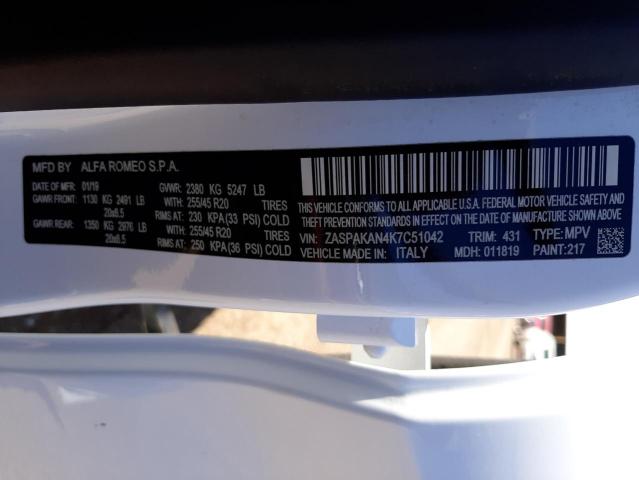 MFD BY ALFA ROMEO S.P.A.
DATE OF MFD: 01/19 GVWR: 2380 KG 5247 LB
GAWR FRONT: 1130 KG 2491 LB WITH: 255/45 R20 TIRES
20x8.5 RIMS AT: 230 KPA(33 PSI) COLD
GAWR REAR: 1350 KG 2976 LB WITH: 255/45 R20 TIRES
20x8.5 RIMS AT: 250 KPA(36 PSI) COLD
THIS VEHICLE CONFORMS TO ALL APPLICABLE U.S.A. FEDERAL MOTOR VEHICLE SAFETY AND
THEFT PREVENTION STANDARDS IN EFFECT ON THE DATE OF MANUFACTURE SHOWN ABOVE.
VIN: ZASPAKAN4K7C51042 TRIM: 431 TYPE: MPV
VEHICLE MADE IN: ITALY MDH: 011819 PAINT: 217